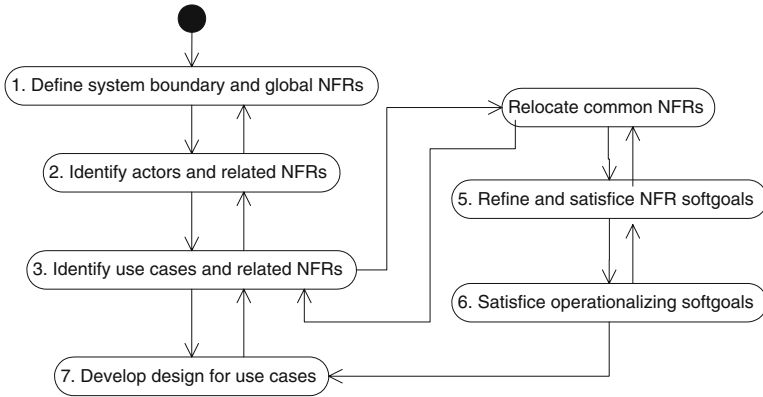 1. Define system boundary and global NFRs
2. Identify actors and related NFRs
3. Identify use cases and related NFRs
7. Develop design for use cases
Relocate common NFRs
5. Refine and satisfice NFR softgoals
6. Satisfice operationalizing softgoals